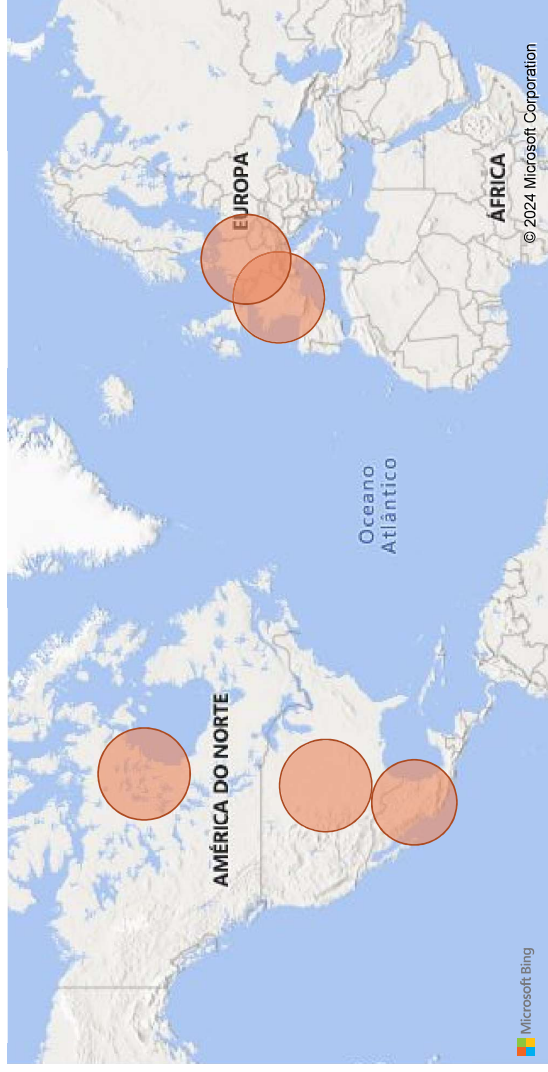 EUROPA
ÁFRICA
Oceano
Atlântico
AMÉRICA DO NORTE
Microsoft Bing
© 2024 Microsoft Corporation